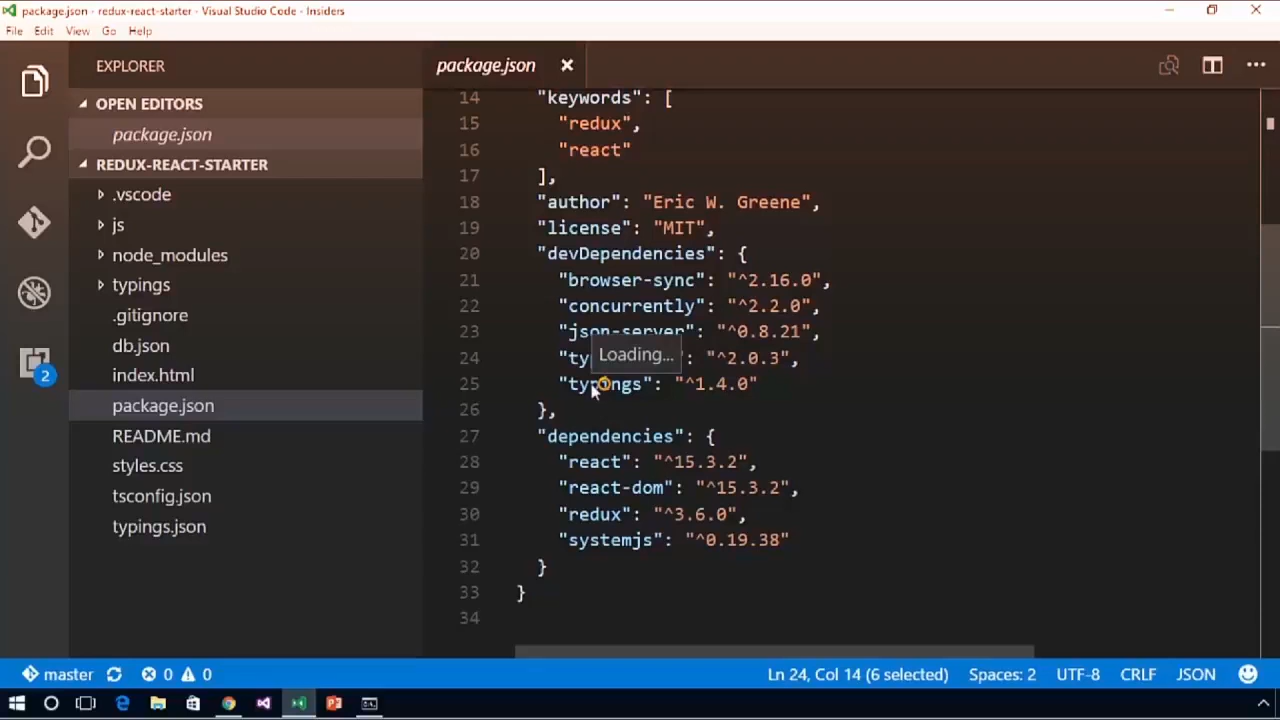 package.json - redux-react-starter - Visual Studio Code - Insiders
File Edit View Go Help
EXPLORER
OPEN EDITORS
package.json
REDUX-REACT-STARTER
.vscode
js
node_modules
typings
.gitignore
db.json
index.html
package.json
README.md
styles.css
tsconfig.json
typings.json
2
package.json
14 "keywords": [
15 "redux",
16 "react"
17 ],
18 "author": "Eric W. Greene",
19 "license": "MIT",
20 "devDependencies": {
21 "browser-sync": "^2.16.0",
22 "concurrently": "^2.2.0",
23 "json-server": "^0.8.21",
Loading...
24 "ty": "^2.0.3",
25 "typings": "^1.4.0"
26 },
27 "dependencies": {
28 "react": "^15.3.2",
29 "react-dom": "^15.3.2",
30 "redux": "^3.6.0",
31 "systemjs": "^0.19.38"
32 }
33 }
34
master 0 0 Ln 24, Col 14 (6 selected) Spaces: 2 UTF-8 CRLF JSON